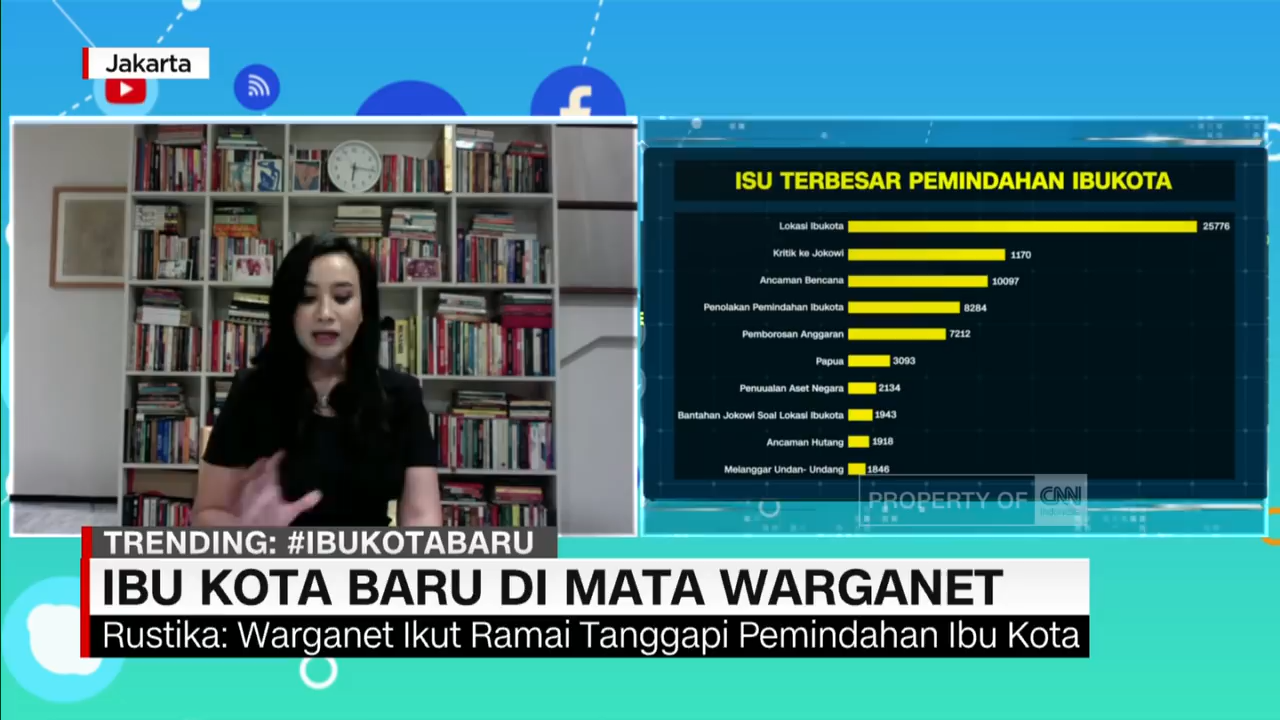 Jakarta
ISU TERBESAR PEMINDAHAN IBUKOTA
Lokasi Ibukota 25776
Kritik ke Jokowi 1170
Ancaman Bencana 10097
Penolakan Pemindahan Ibukota 8284
Pemborosan Anggaran 7212
Papua 3093
Penuualan Aset Negara 2134
Bantahan Jokowi Soal Lokasi Ibukota 1943
Ancaman Hutang 1918
Melanggar Undan- Undang 1846
PROPERTY OF CNN
Indonesia
TRENDING: #IBUKOTABARU
IBU KOTA BARU DI MATA WARGANET
Rustika: Warganet Ikut Ramai Tanggapi Pemindahan Ibu Kota